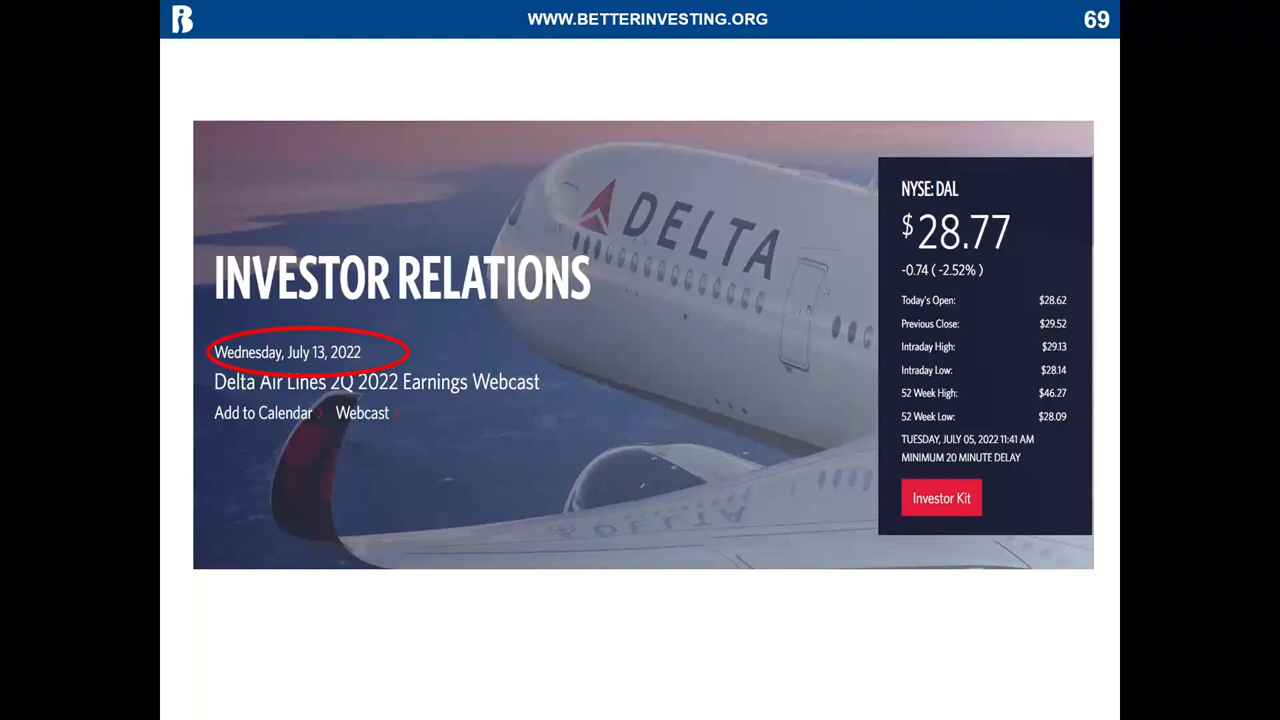 WWW.BETTERINVESTING.ORG
69
DELTA
INVESTOR RELATIONS
Wednesday, July 13, 2022
Delta Air Lines 2Q 2022 Earnings Webcast
Add to Calendar > Webcast >
NYSE: DAL
$28.77
-0.74 ( -2.52% )
Today's Open: $28.62
Previous Close: $29.52
Intraday High: $29.13
Intraday Low: $28.14
52 Week High: $46.27
52 Week Low: $28.09
TUESDAY, JULY 05, 2022 11:41 AM
MINIMUM 20 MINUTE DELAY
Investor Kit
DELTA